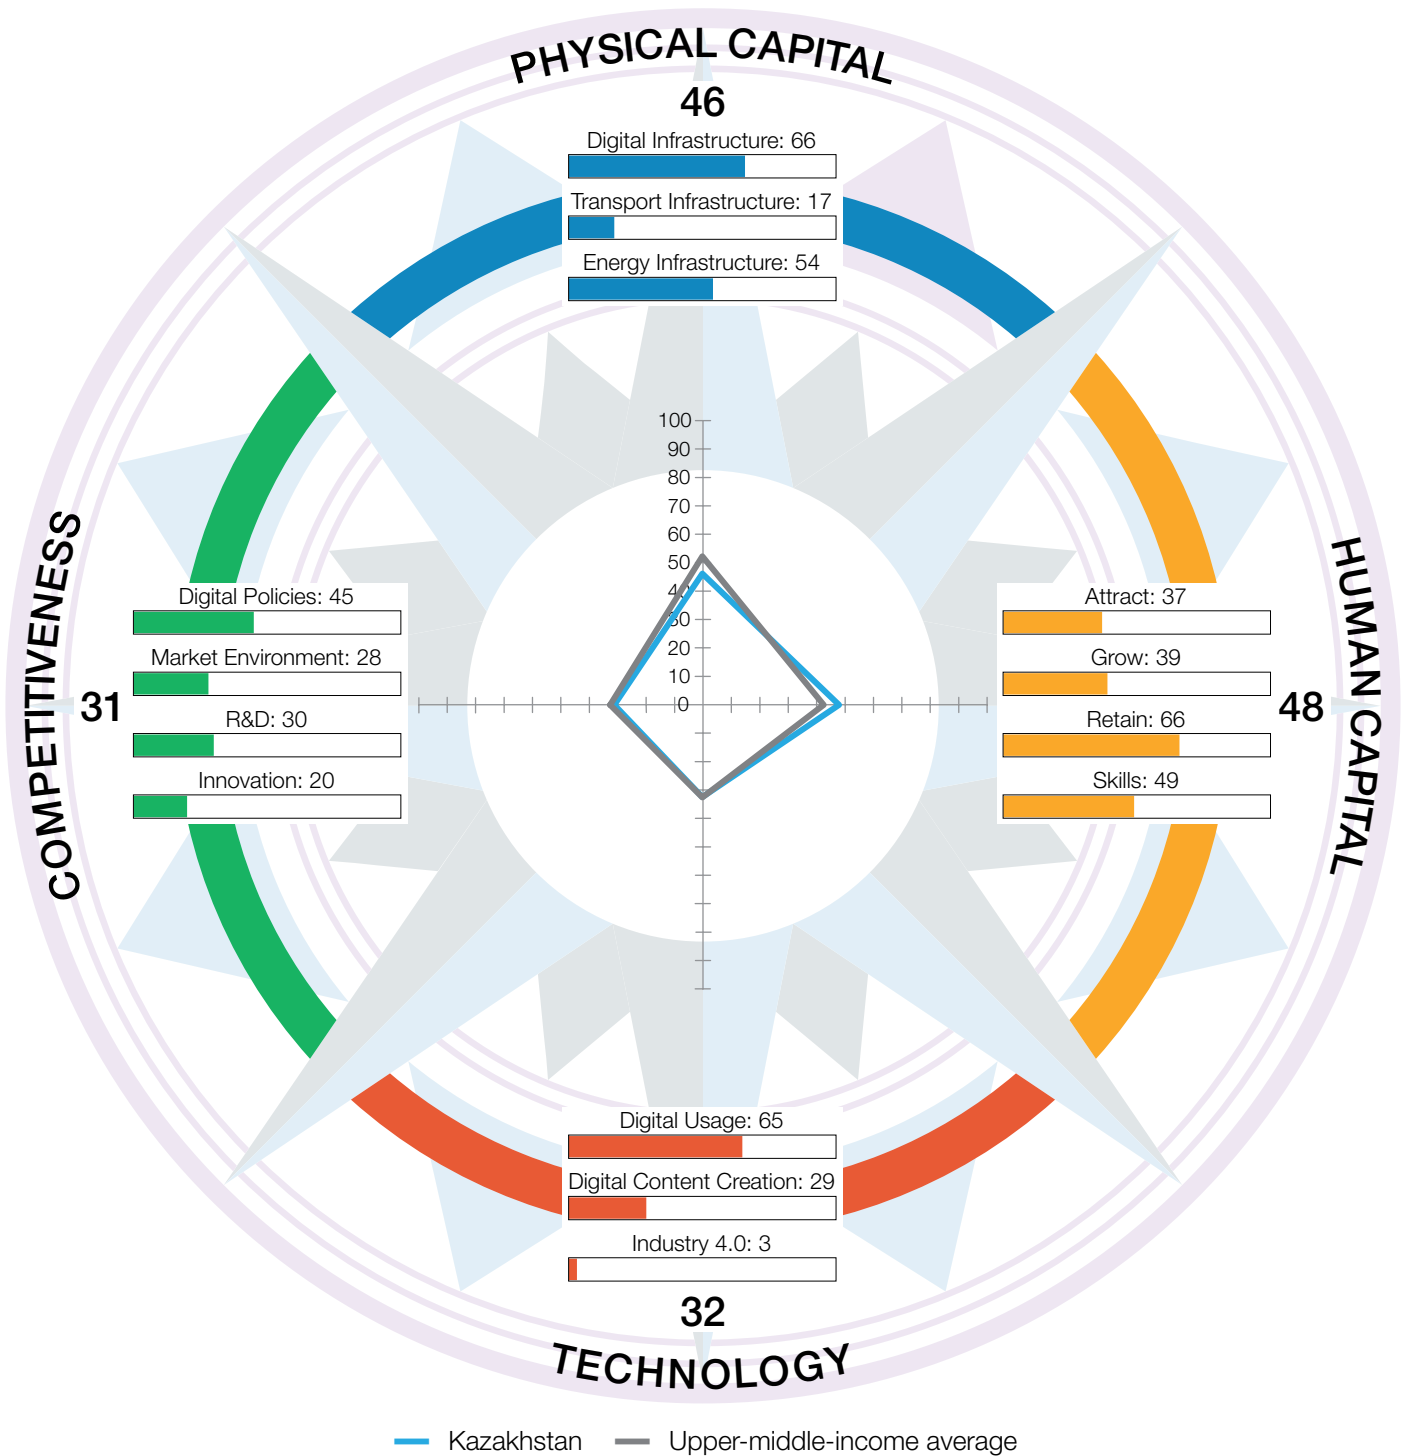 PHYSICAL CAPITAL
46
Digital Infrastructure: 66
Transport Infrastructure: 17
Energy Infrastructure: 54
100
90
80
70
60
50
40
30
20
10
0
COMPETITIVENESS
31
Digital Policies: 45
Market Environment: 28
R&D: 30
Innovation: 20
HUMAN CAPITAL
48
Attract: 37
Grow: 39
Retain: 66
Skills: 49
Digital Usage: 65
Digital Content Creation: 29
Industry 4.0: 3
32
TECHNOLOGY
Kazakhstan
Upper-middle-income average